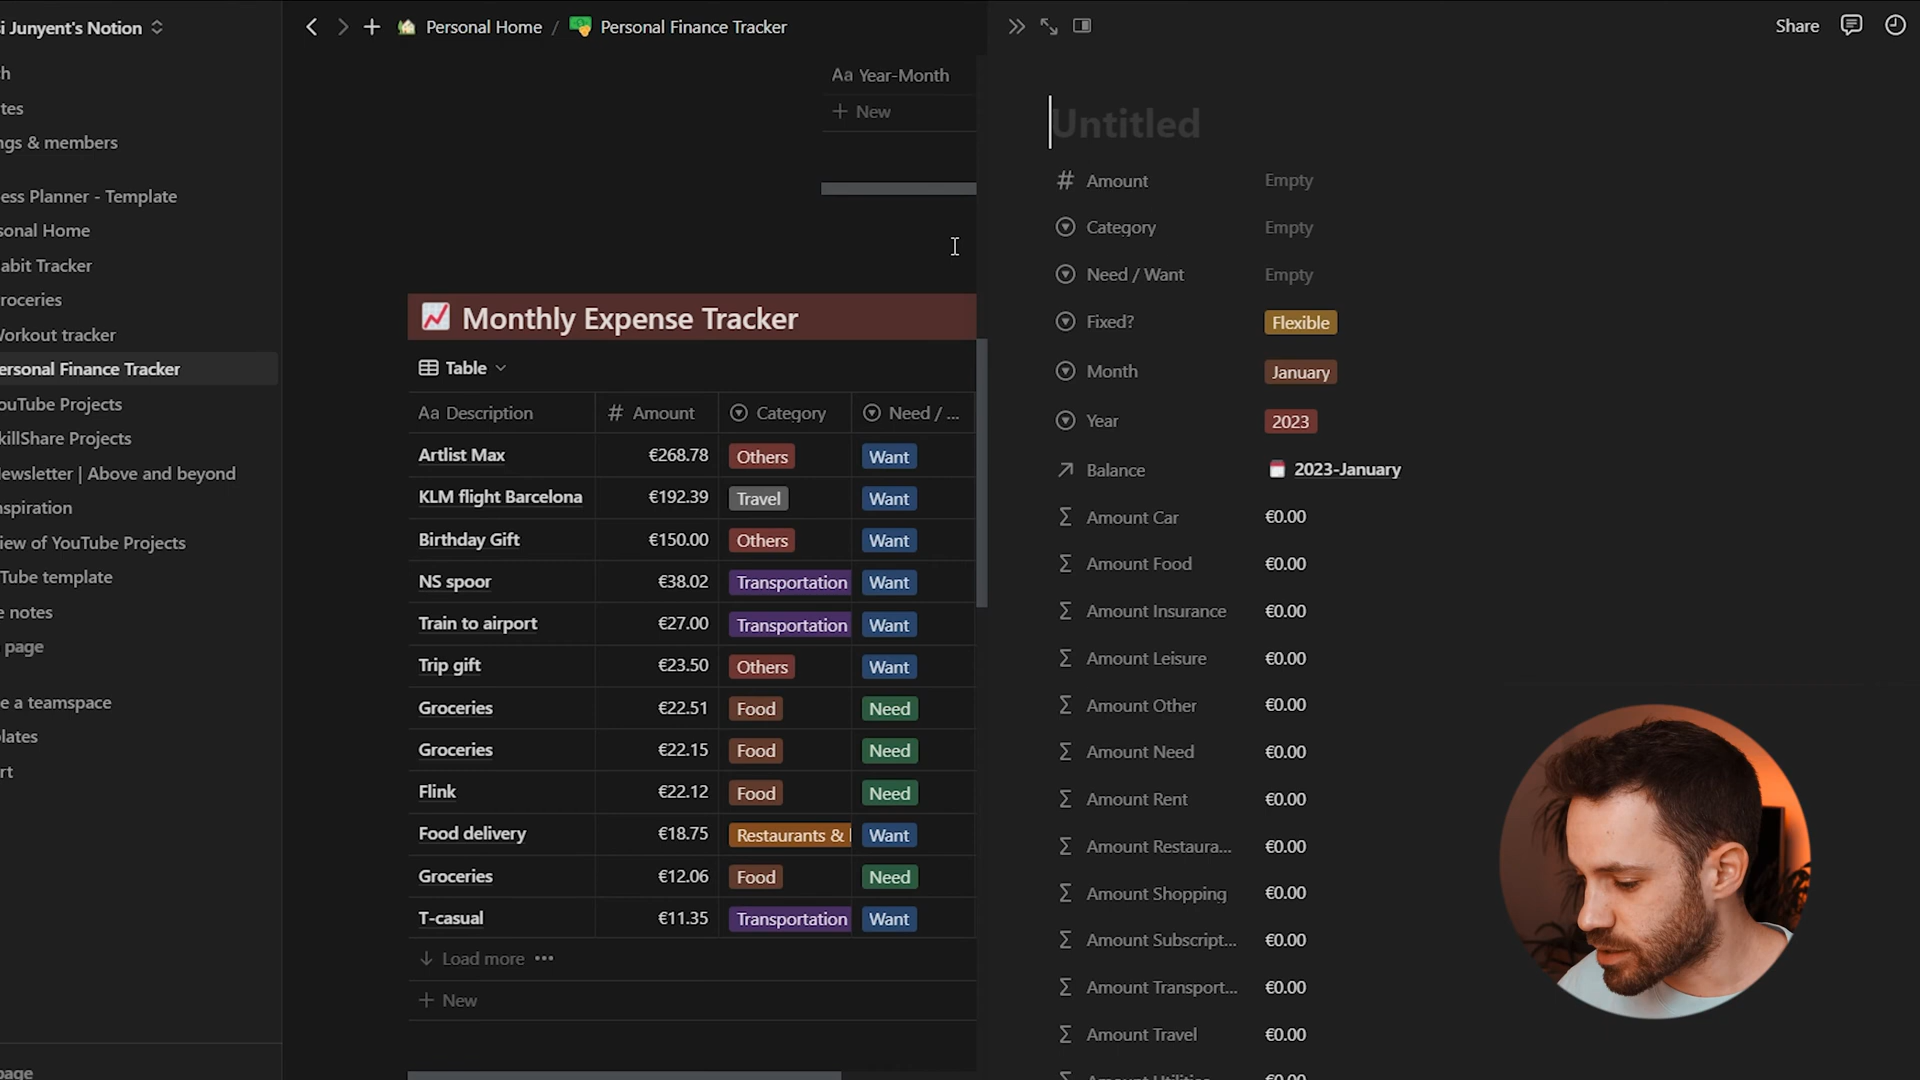 i Junyent's Notion
h
tes
ngs & members
ess Planner - Template
sonal Home
abit Tracker
roceries
Vorkout tracker
ersonal Finance Tracker
ouTube Projects
killShare Projects
lewsletter | Above and beyond
nspiration
iew of YouTube Projects
Tube template
e notes
page
e a teamspace
lates
rt
page
Personal Home / Personal Finance Tracker
Aa Year-Month
+ New
Monthly Expense Tracker
Table
Aa Description # Amount Category Need / ...
Artlist Max €268.78 Others Want
KLM flight Barcelona €192.39 Travel Want
Birthday Gift €150.00 Others Want
NS spoor €38.02 Transportation Want
Train to airport €27.00 Transportation Want
Trip gift €23.50 Others Want
Groceries €22.51 Food Need
Groceries €22.15 Food Need
Flink €22.12 Food Need
Food delivery €18.75 Restaurants & Want
Groceries €12.06 Food Need
T-casual €11.35 Transportation Want
Load more •••
+ New
Share
Untitled
# Amount Empty
Category Empty
Need / Want Empty
Fixed? Flexible
Month January
Year 2023
Balance 2023-January
Σ Amount Car €0.00
Σ Amount Food €0.00
Σ Amount Insurance €0.00
Σ Amount Leisure €0.00
Σ Amount Other €0.00
Σ Amount Need €0.00
Σ Amount Rent €0.00
Σ Amount Restaura... €0.00
Σ Amount Shopping €0.00
Σ Amount Subscript... €0.00
Σ Amount Transport... €0.00
Σ Amount Travel €0.00